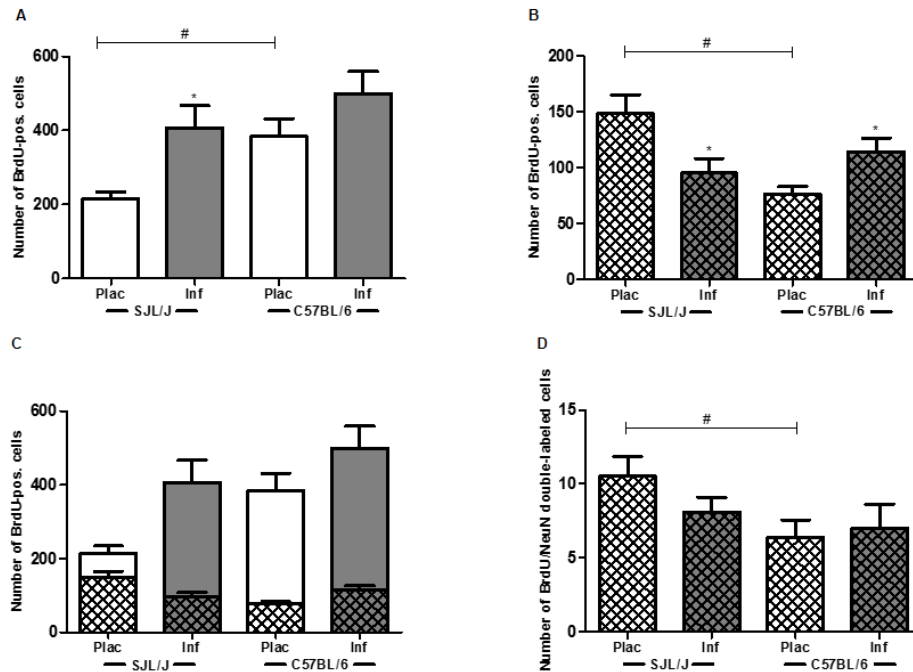 A
Number of BrdU-pos. cells
600
400
200
0
#
*
Plac Inf Plac Inf
SJL/J C57BL/6
B
Number of BrdU-pos. cells
200
150
100
50
0
#
*
*
Plac Inf Plac Inf
SJL/J C57BL/6
C
Number of BrdU-pos. cells
600
400
200
0
Plac Inf Plac Inf
SJL/J C57BL/6
D
Number of BrdU/NeuN double-labeled cells
15
10
5
0
#
Plac Inf Plac Inf
SJL/J C57BL/6